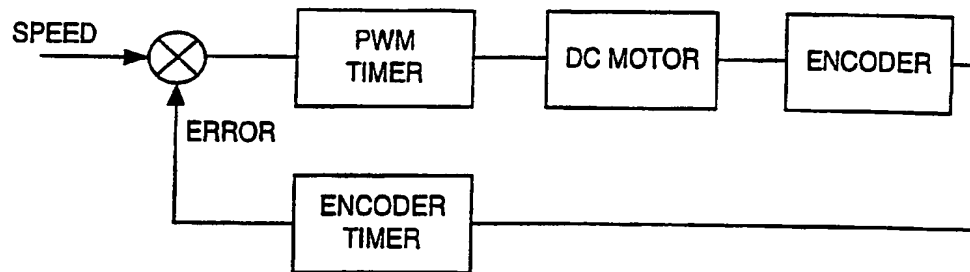 SPEED
PWM
TIMER
DC MOTOR
ENCODER
ERROR
ENCODER
TIMER